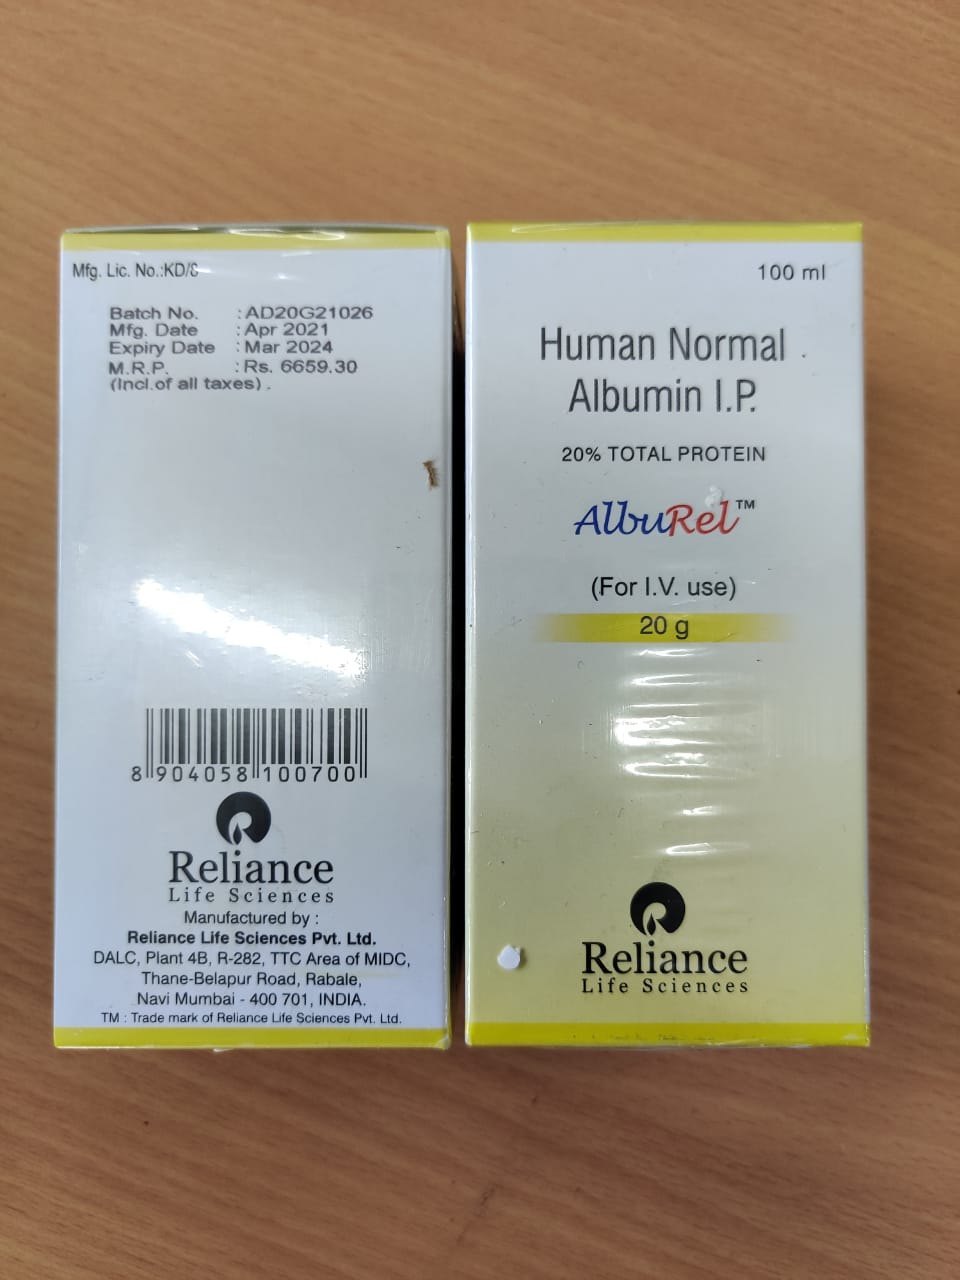 Mfg. Lic. No.:KD/
Batch No. : AD20G21026
Mfg. Date : Apr 2021
Expiry Date : Mar 2024
M.R.P. : Rs. 6659.30
(Incl.of all taxes) .
8 904058 100700
Reliance
Life Sciences
Manufactured by :
Reliance Life Sciences Pvt. Ltd.
DALC, Plant 4B, R-282, TTC Area of MIDC,
Thane-Belapur Road, Rabale,
Navi Mumbai - 400 701, INDIA.
TM : Trade mark of Reliance Life Sciences Pvt. Ltd.
100 ml
Human Normal
Albumin I.P.
20% TOTAL PROTEIN
AlbuRel™
(For I.V. use)
20 g
Reliance
Life Sciences